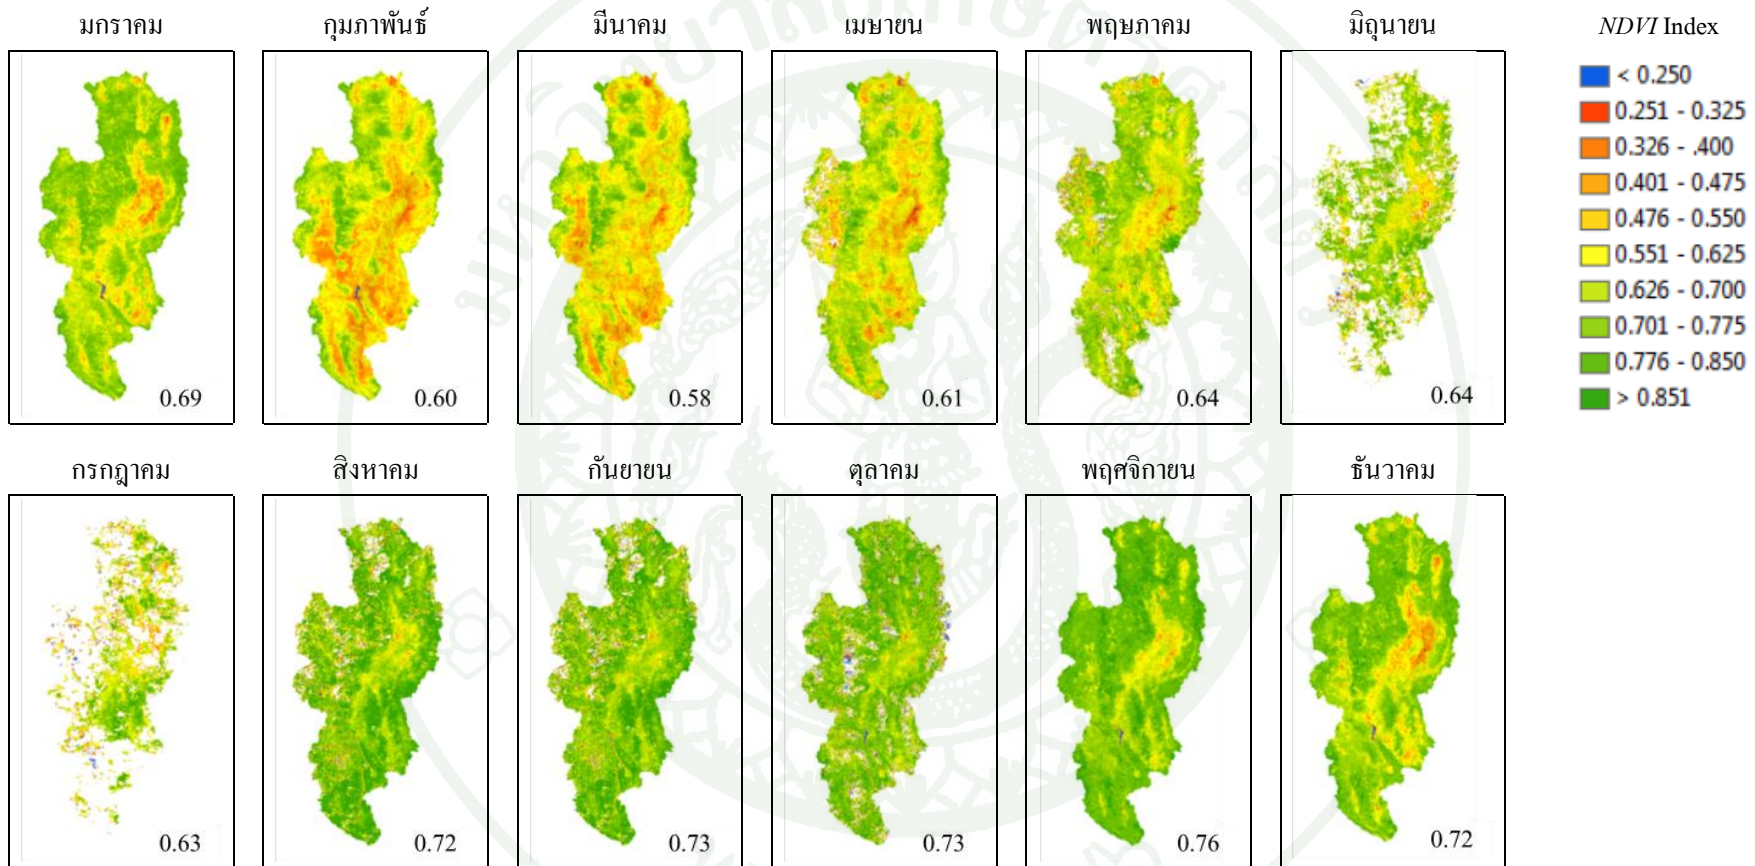 มกราคม
กุมภาพันธ์
มีนาคม
เมษายน
พฤษภาคม
มิถุนายน
NDVI Index
< 0.250
0.251 - 0.325
0.326 - .400
0.401 - 0.475
0.476 - 0.550
0.551 - 0.625
0.626 - 0.700
0.701 - 0.775
0.776 - 0.850
> 0.851
0.69
0.60
0.58
0.61
0.64
0.64
กรกฎาคม
สิงหาคม
กันยายน
ตุลาคม
พฤศจิกายน
ธันวาคม
0.63
0.72
0.73
0.73
0.76
0.72